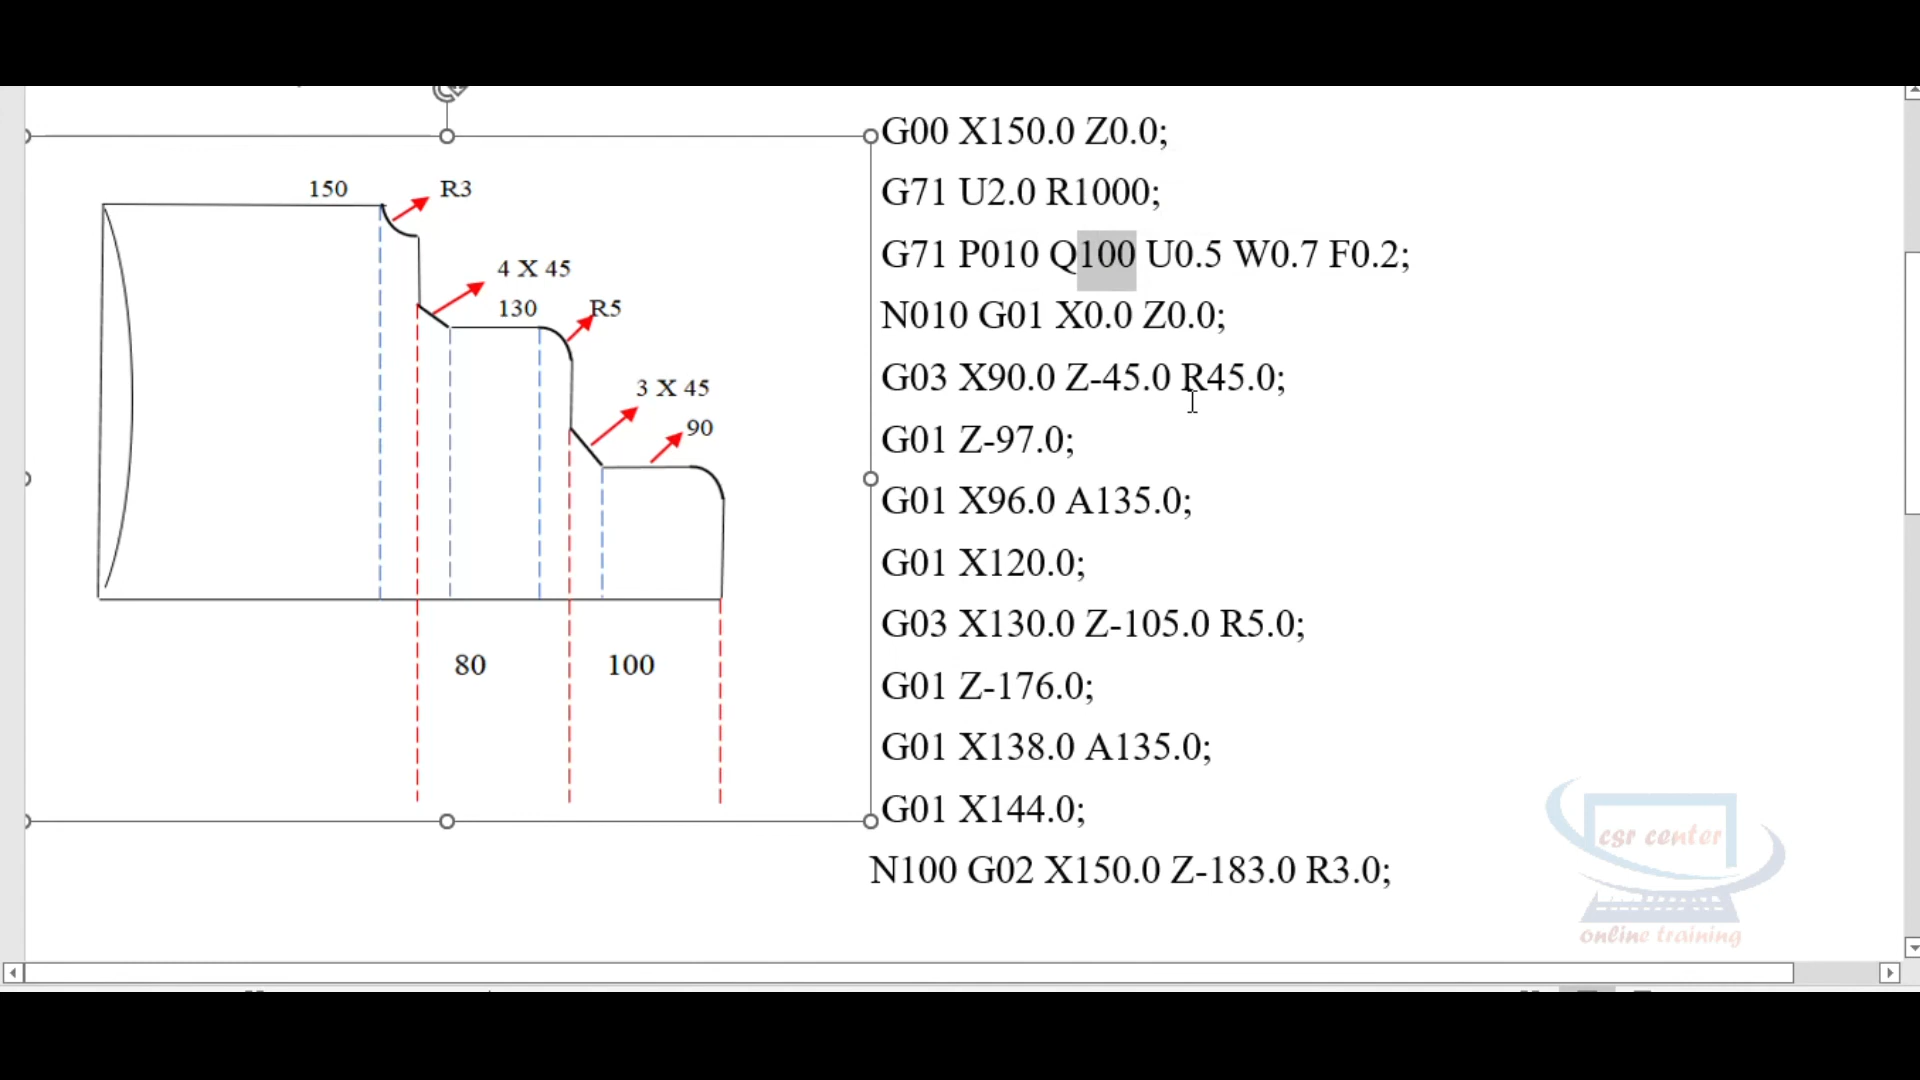 150
R3
4 X 45
130
R5
3 X 45
90
80
100
G00 X150.0 Z0.0;
G71 U2.0 R1000;
G71 P010 Q100 U0.5 W0.7 F0.2;
N010 G01 X0.0 Z0.0;
G03 X90.0 Z-45.0 R45.0;
G01 Z-97.0;
G01 X96.0 A135.0;
G01 X120.0;
G03 X130.0 Z-105.0 R5.0;
G01 Z-176.0;
G01 X138.0 A135.0;
G01 X144.0;
N100 G02 X150.0 Z-183.0 R3.0;
csr center
online training